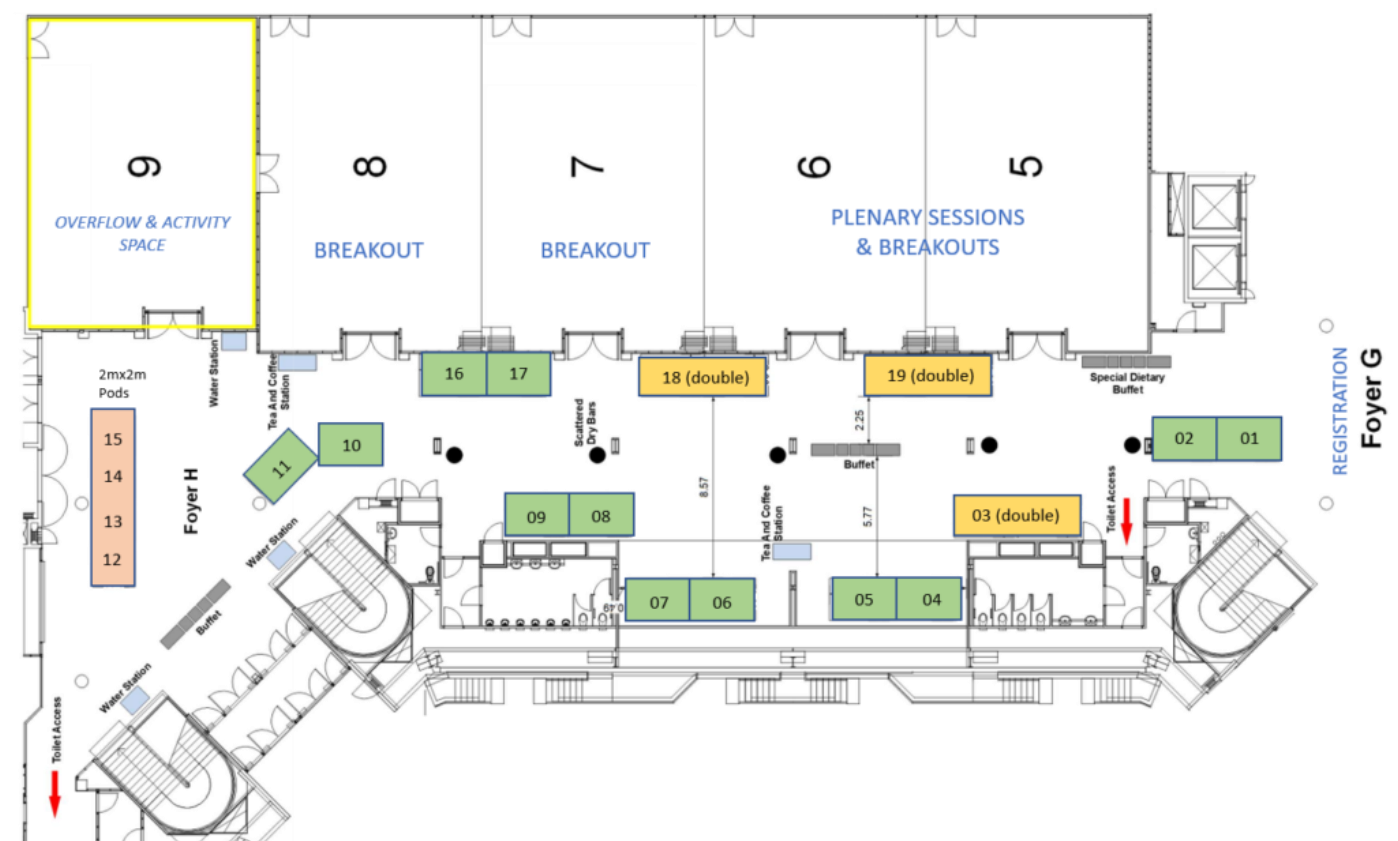 9
OVERFLOW & ACTIVITY
SPACE
8
BREAKOUT
7
BREAKOUT
6
5
PLENARY SESSIONS
& BREAKOUTS
Water Station
Tea And Coffee
Station
16
17
18 (double)
19 (double)
Special Dietary
Buffet
REGISTRATION
Foyer G
2mx2m
Pods
15
14
13
12
Foyer H
11
10
Scattered
Dry Bars
2.25
Buffet
02
01
8.57
5.77
09
08
Tea And Coffee
Station
03 (double)
Toilet Access
Water Station
07
06
05
04
0.49
Buffet
Water Station
Toilet Access